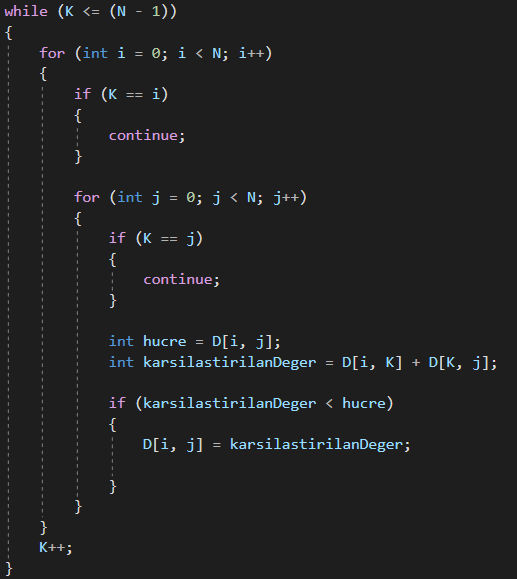 while (K <= (N - 1))
{
for (int i = 0; i < N; i++)
{
if (K == i)
{
continue;
}
for (int j = 0; j < N; j++)
{
if (K == j)
{
continue;
}
int hucre = D[i, j];
int karsilastirilanDeger = D[i, K] + D[K, j];
if (karsilastirilanDeger < hucre)
{
D[i, j] = karsilastirilanDeger;
}
}
}
K++;
}